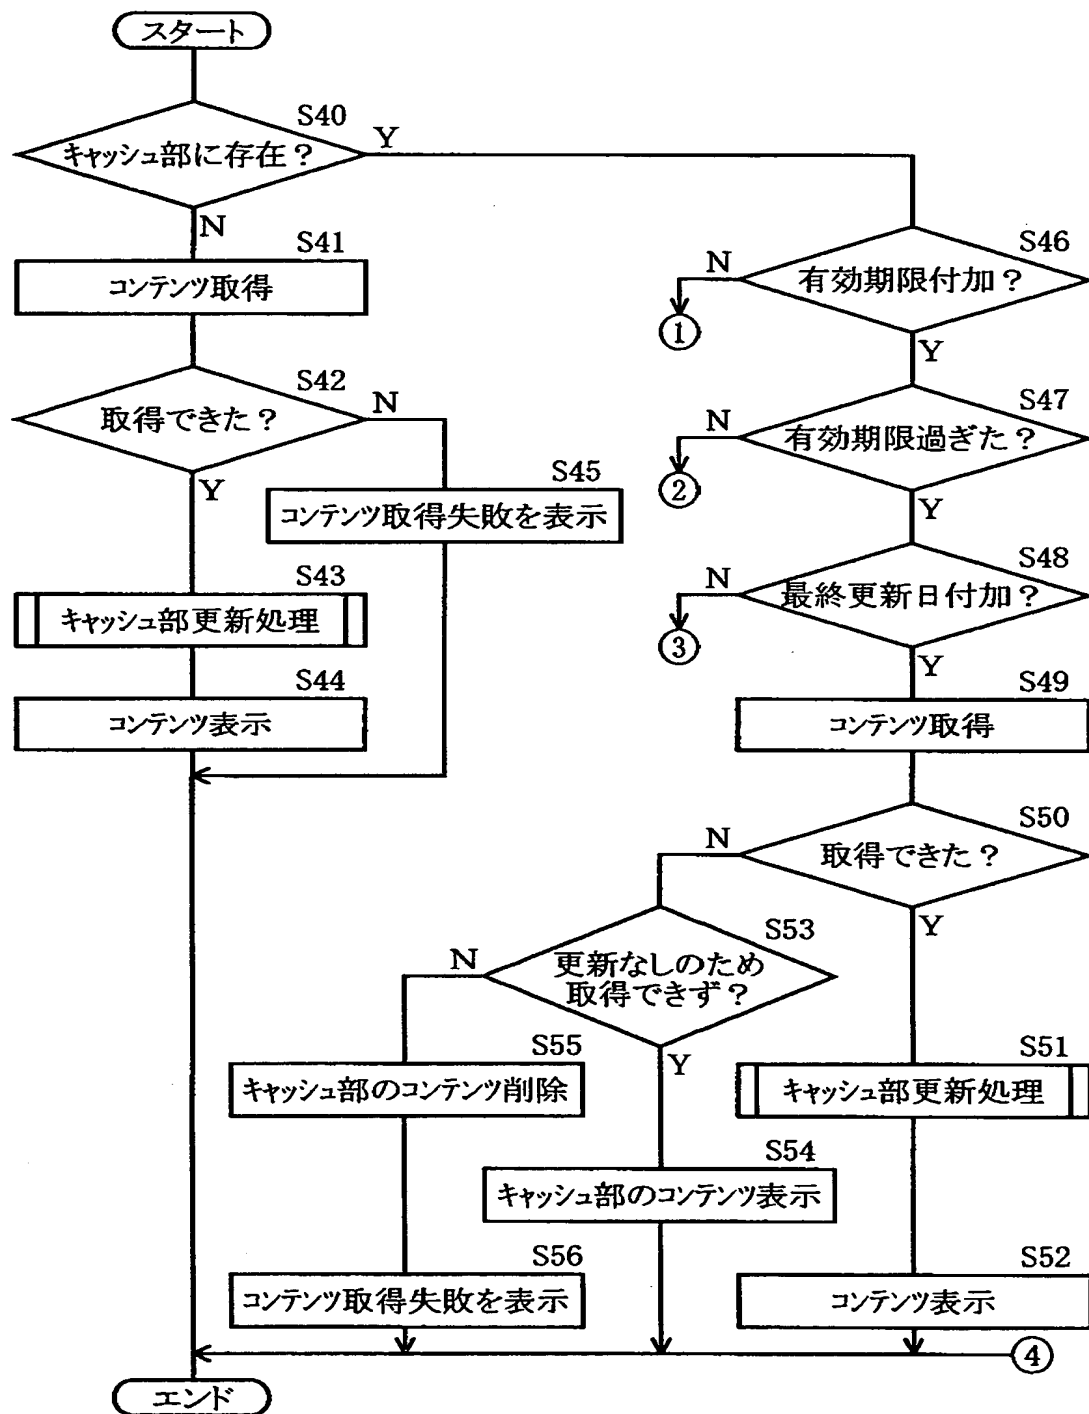 スタート
S40
キャッシュ部に存在？
Y
N
S41
コンテンツ取得
S42
取得できた？
N
Y
S45
コンテンツ取得失敗を表示
S43
キャッシュ部更新処理
S44
コンテンツ表示
S46
有効期限付加？
N
①
Y
S47
有効期限過ぎた？
N
②
Y
S48
最終更新日付加？
N
③
Y
S49
コンテンツ取得
S50
取得できた？
N
Y
S53
更新なしのため
取得できず？
N
Y
S55
キャッシュ部のコンテンツ削除
S51
キャッシュ部更新処理
S54
キャッシュ部のコンテンツ表示
S56
コンテンツ取得失敗を表示
S52
コンテンツ表示
④
エンド